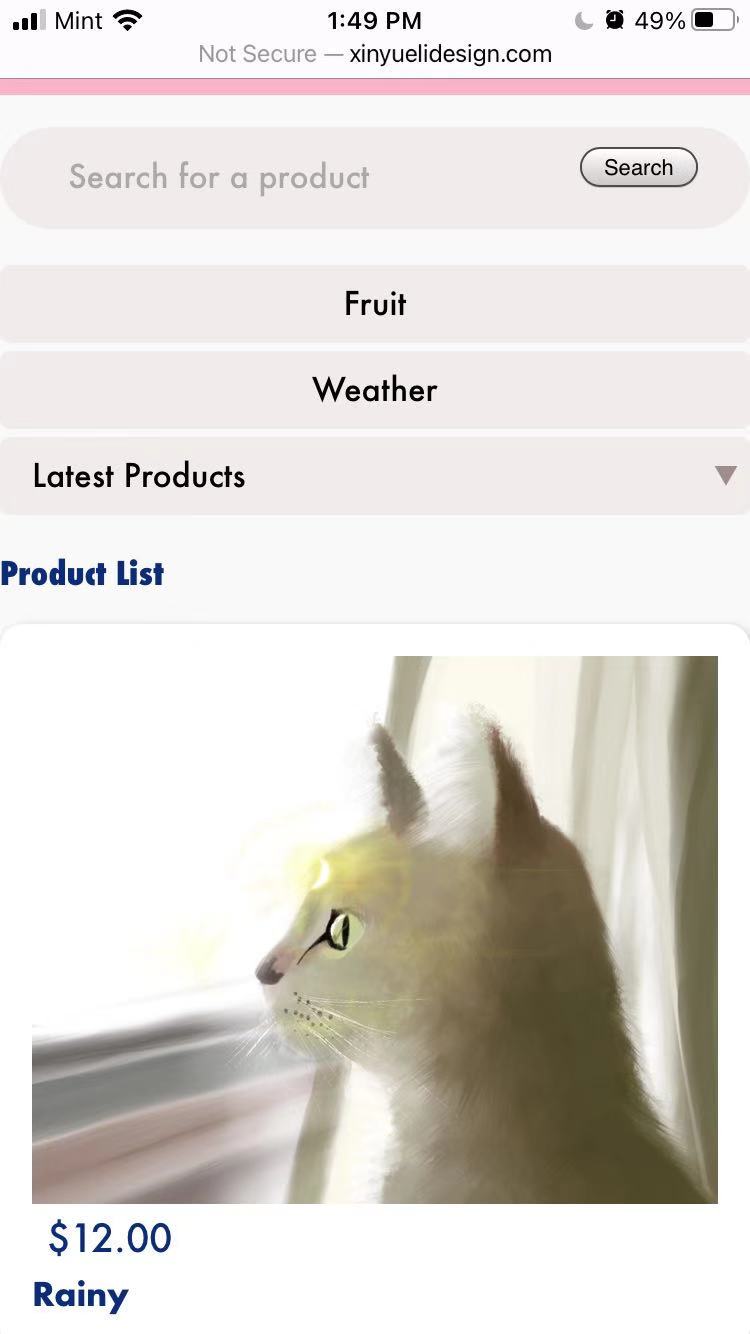 Mint 1:49 PM 49%
Not Secure — xinyuelidesign.com
Search for a product Search
Fruit
Weather
Latest Products
Product List
$12.00
Rainy